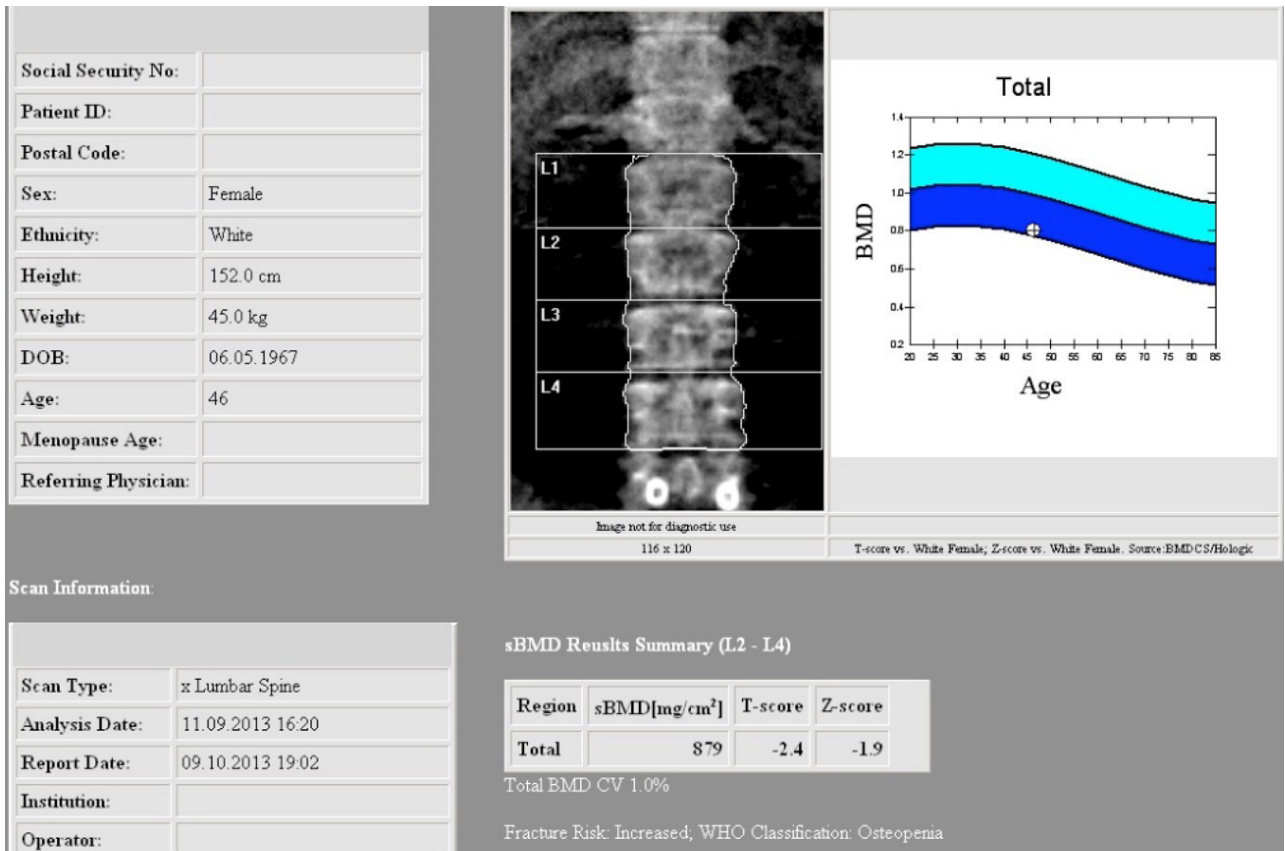 Social Security No:
Patient ID:
Postal Code:
Sex: Female
Ethnicity: White
Height: 152.0 cm
Weight: 45.0 kg
DOB: 06.05.1967
Age: 46
Menopause Age:
Referring Physician:
L1
L2
L3
L4
Image not for diagnostic use
116 x 120
Total
1.4
1.2
1.0
0.8
0.6
0.4
0.2
BMD
20 25 30 35 40 45 50 55 60 65 70 75 80 85
Age
T-score vs. White Female; Z-score vs. White Female. Source:BMDCS/Hologic
Scan Information:
Scan Type: x Lumbar Spine
Analysis Date: 11.09.2013 16:20
Report Date: 09.10.2013 19:02
Institution:
Operator:
sBMD Reuslts Summary (L2 - L4)
Region sBMD[mg/cm²] T-score Z-score
Total 879 -2.4 -1.9
Total BMD CV 1.0%
Fracture Risk: Increased; WHO Classification: Osteopenia